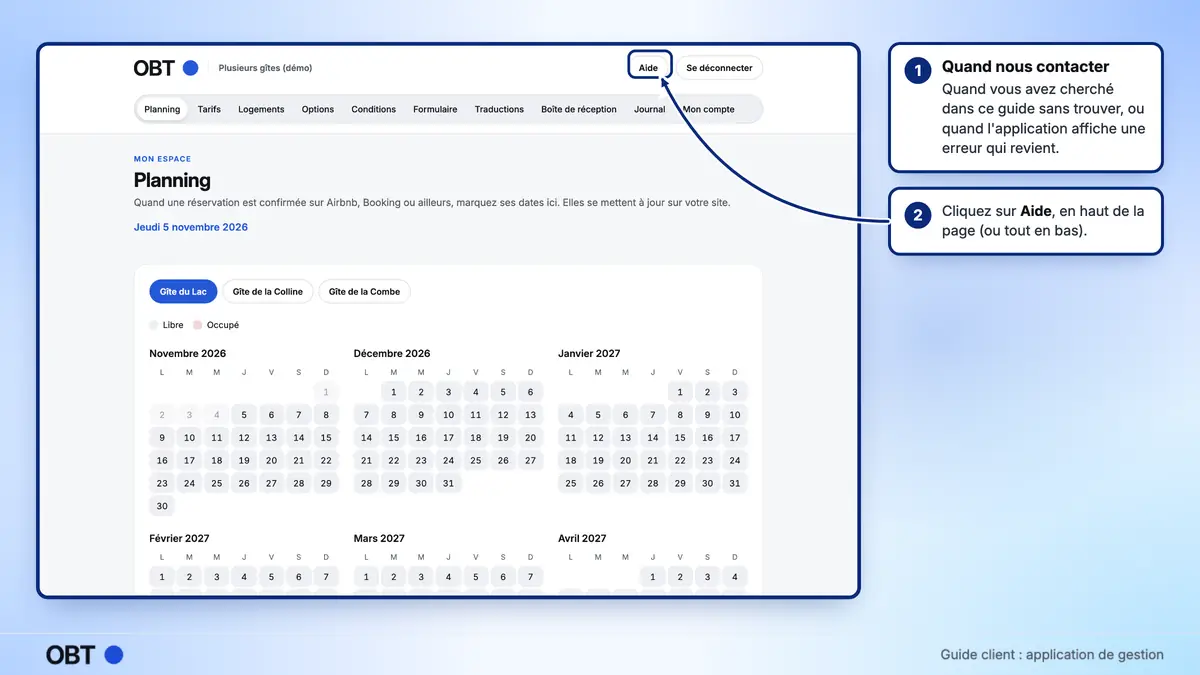 OBT
Plusieurs gîtes (démo)
Aide
Se déconnecter
Planning
Tarifs
Logements
Options
Conditions
Formulaire
Traductions
Boîte de réception
Journal
Mon compte
MON ESPACE
Planning
Quand une réservation est confirmée sur Airbnb, Booking ou ailleurs, marquez ses dates ici. Elles se mettent à jour sur votre site.
Jeudi 5 novembre 2026
Gîte du Lac
Gîte de la Colline
Gîte de la Combe
Libre
Occupé
Novembre 2026
L M M J V S D
1
2 3 4 5 6 7 8
9 10 11 12 13 14 15
16 17 18 19 20 21 22
23 24 25 26 27 28 29
30
Décembre 2026
L M M J V S D
1 2 3 4 5 6
7 8 9 10 11 12 13
14 15 16 17 18 19 20
21 22 23 24 25 26 27
28 29 30 31
Janvier 2027
L M M J V S D
1 2 3
4 5 6 7 8 9 10
11 12 13 14 15 16 17
18 19 20 21 22 23 24
25 26 27 28 29 30 31
Février 2027
L M M J V S D
1 2 3 4 5 6 7
Mars 2027
L M M J V S D
1 2 3 4 5 6 7
Avril 2027
L M M J V S D
1 2 3 4
1
Quand nous contacter
Quand vous avez cherché
dans ce guide sans trouver, ou
quand l'application affiche une
erreur qui revient.
2
Cliquez sur Aide, en haut de la
page (ou tout en bas).
OBT
Guide client : application de gestion